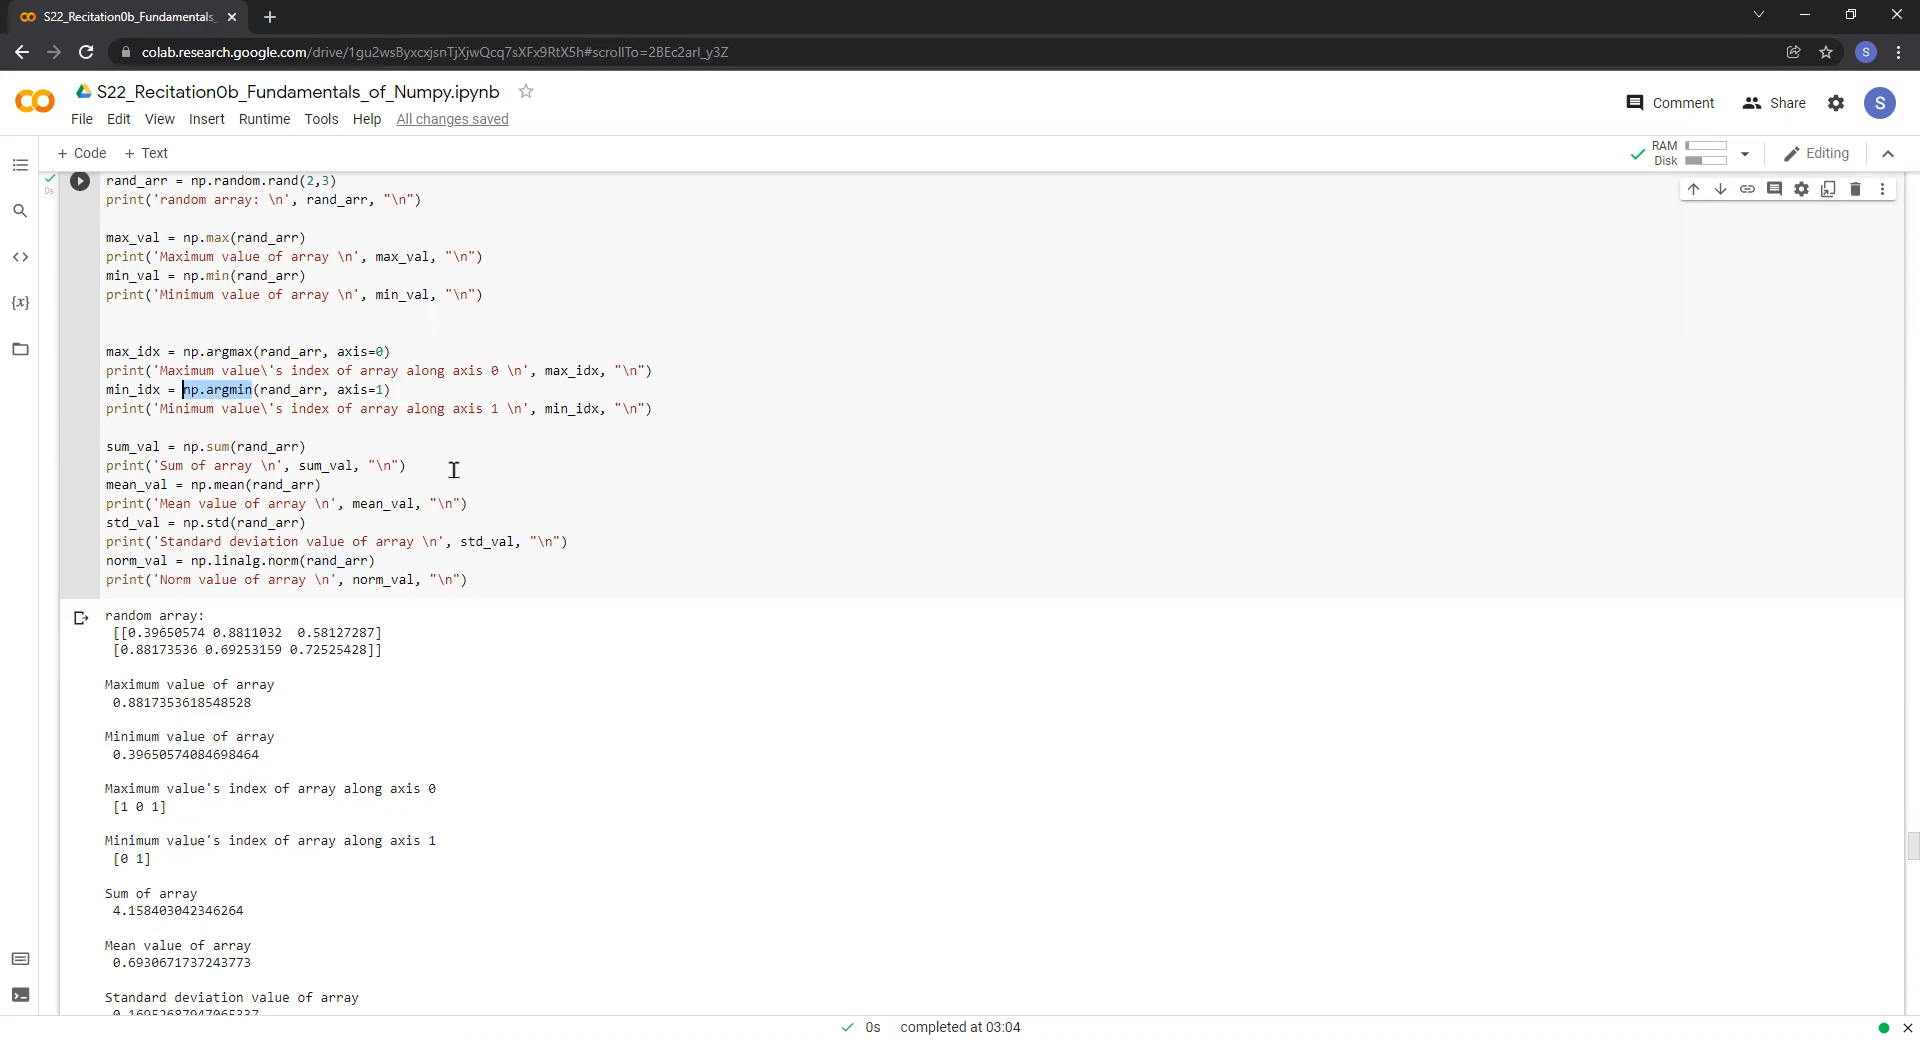 S22_Recitation0b_Fundamentals_
colab.research.google.com/drive/1gu2wsByxcxjsnTjXjwQcq7sXFx9RtX5h#scrollTo=2BEc2arl_y3Z
S
S22_Recitation0b_Fundamentals_of_Numpy.ipynb
Comment
Share
S
File Edit View Insert Runtime Tools Help All changes saved
+ Code + Text
RAM
Disk
Editing
0s
rand_arr = np.random.rand(2,3)
print('random array: \n', rand_arr, "\n")
max_val = np.max(rand_arr)
print('Maximum value of array \n', max_val, "\n")
min_val = np.min(rand_arr)
print('Minimum value of array \n', min_val, "\n")
max_idx = np.argmax(rand_arr, axis=0)
print('Maximum value\'s index of array along axis 0 \n', max_idx, "\n")
min_idx = np.argmin(rand_arr, axis=1)
print('Minimum value\'s index of array along axis 1 \n', min_idx, "\n")
sum_val = np.sum(rand_arr)
print('Sum of array \n', sum_val, "\n")
mean_val = np.mean(rand_arr)
print('Mean value of array \n', mean_val, "\n")
std_val = np.std(rand_arr)
print('Standard deviation value of array \n', std_val, "\n")
norm_val = np.linalg.norm(rand_arr)
print('Norm value of array \n', norm_val, "\n")
random array:
[[0.39650574 0.8811032  0.58127287]
[0.88173536 0.69253159 0.72525428]]
Maximum value of array
0.8817353618548528
Minimum value of array
0.39650574084698464
Maximum value's index of array along axis 0
[1 0 1]
Minimum value's index of array along axis 1
[0 1]
Sum of array
4.158403042346264
Mean value of array
0.6930671737243773
Standard deviation value of array
0s completed at 03:04